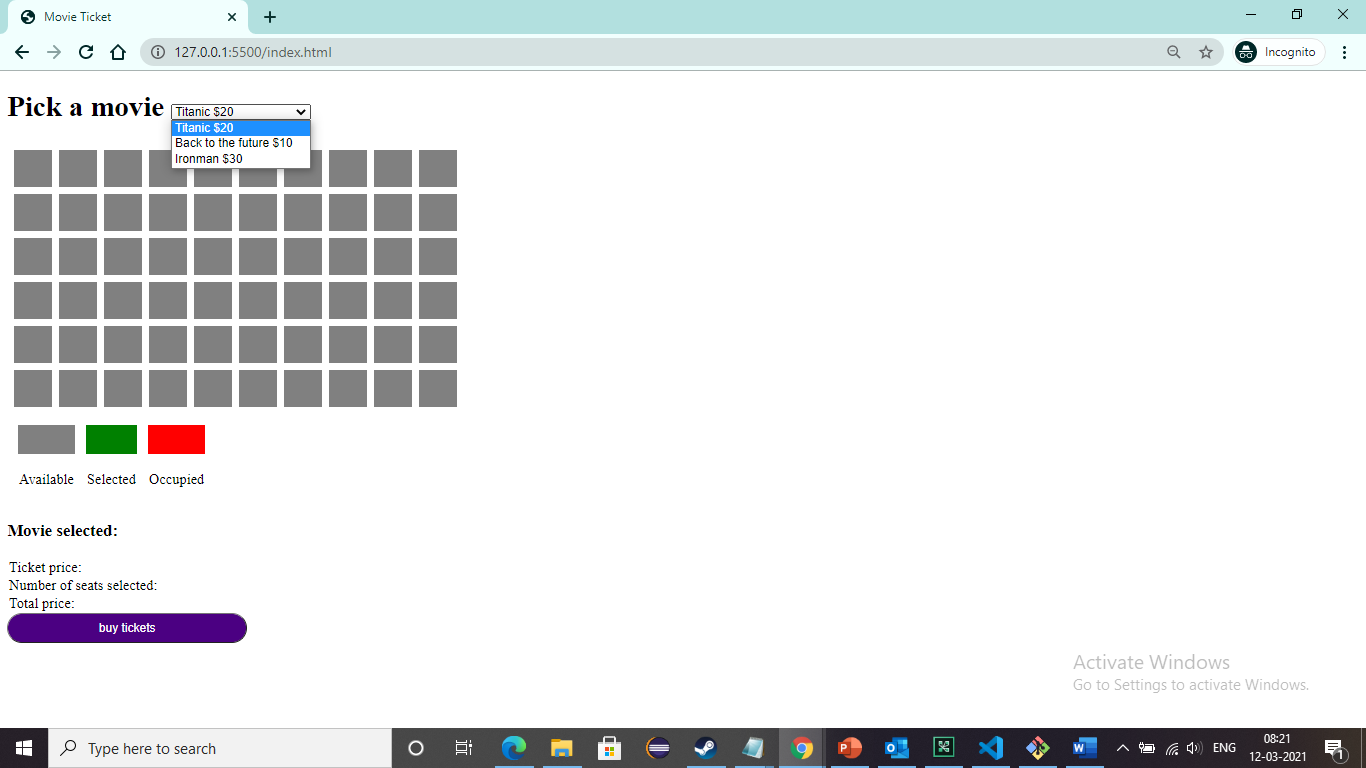 Movie Ticket
127.0.0.1:5500/index.html
Incognito
Pick a movie Titanic $20
Titanic $20
Back to the future $10
Ironman $30
Available Selected Occupied
Movie selected:
Ticket price:
Number of seats selected:
Total price:
buy tickets
Activate Windows
Go to Settings to activate Windows.
Type here to search
ENG
08:21
12-03-2021
1